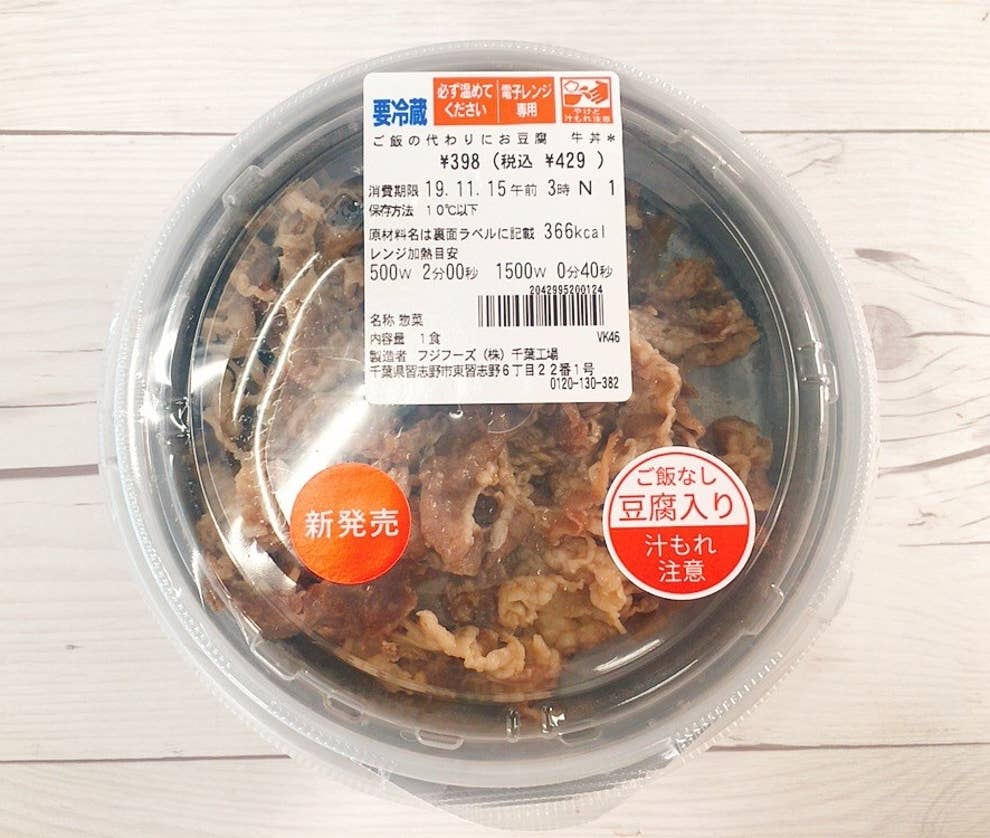 要冷蔵
必ず温めて
ください
電子レンジ
専用
やけど
汁もれ注意
ご飯の代わりにお豆腐 牛丼*
¥398 (税込 ¥429 )
消費期限 19.11.15午前 3時 N 1
保存方法 10℃以下
原材料名は裏面ラベルに記載 366kcal
レンジ加熱目安
500W 2分00秒 1500W 0分40秒
2042995200124
名称 惣菜
内容量 1食
VK46
製造者 フジフーズ(株)千葉工場
千葉県習志野市東習志野6丁目22番1号
0120-130-382
新発売
ご飯なし
豆腐入り
汁もれ
注意